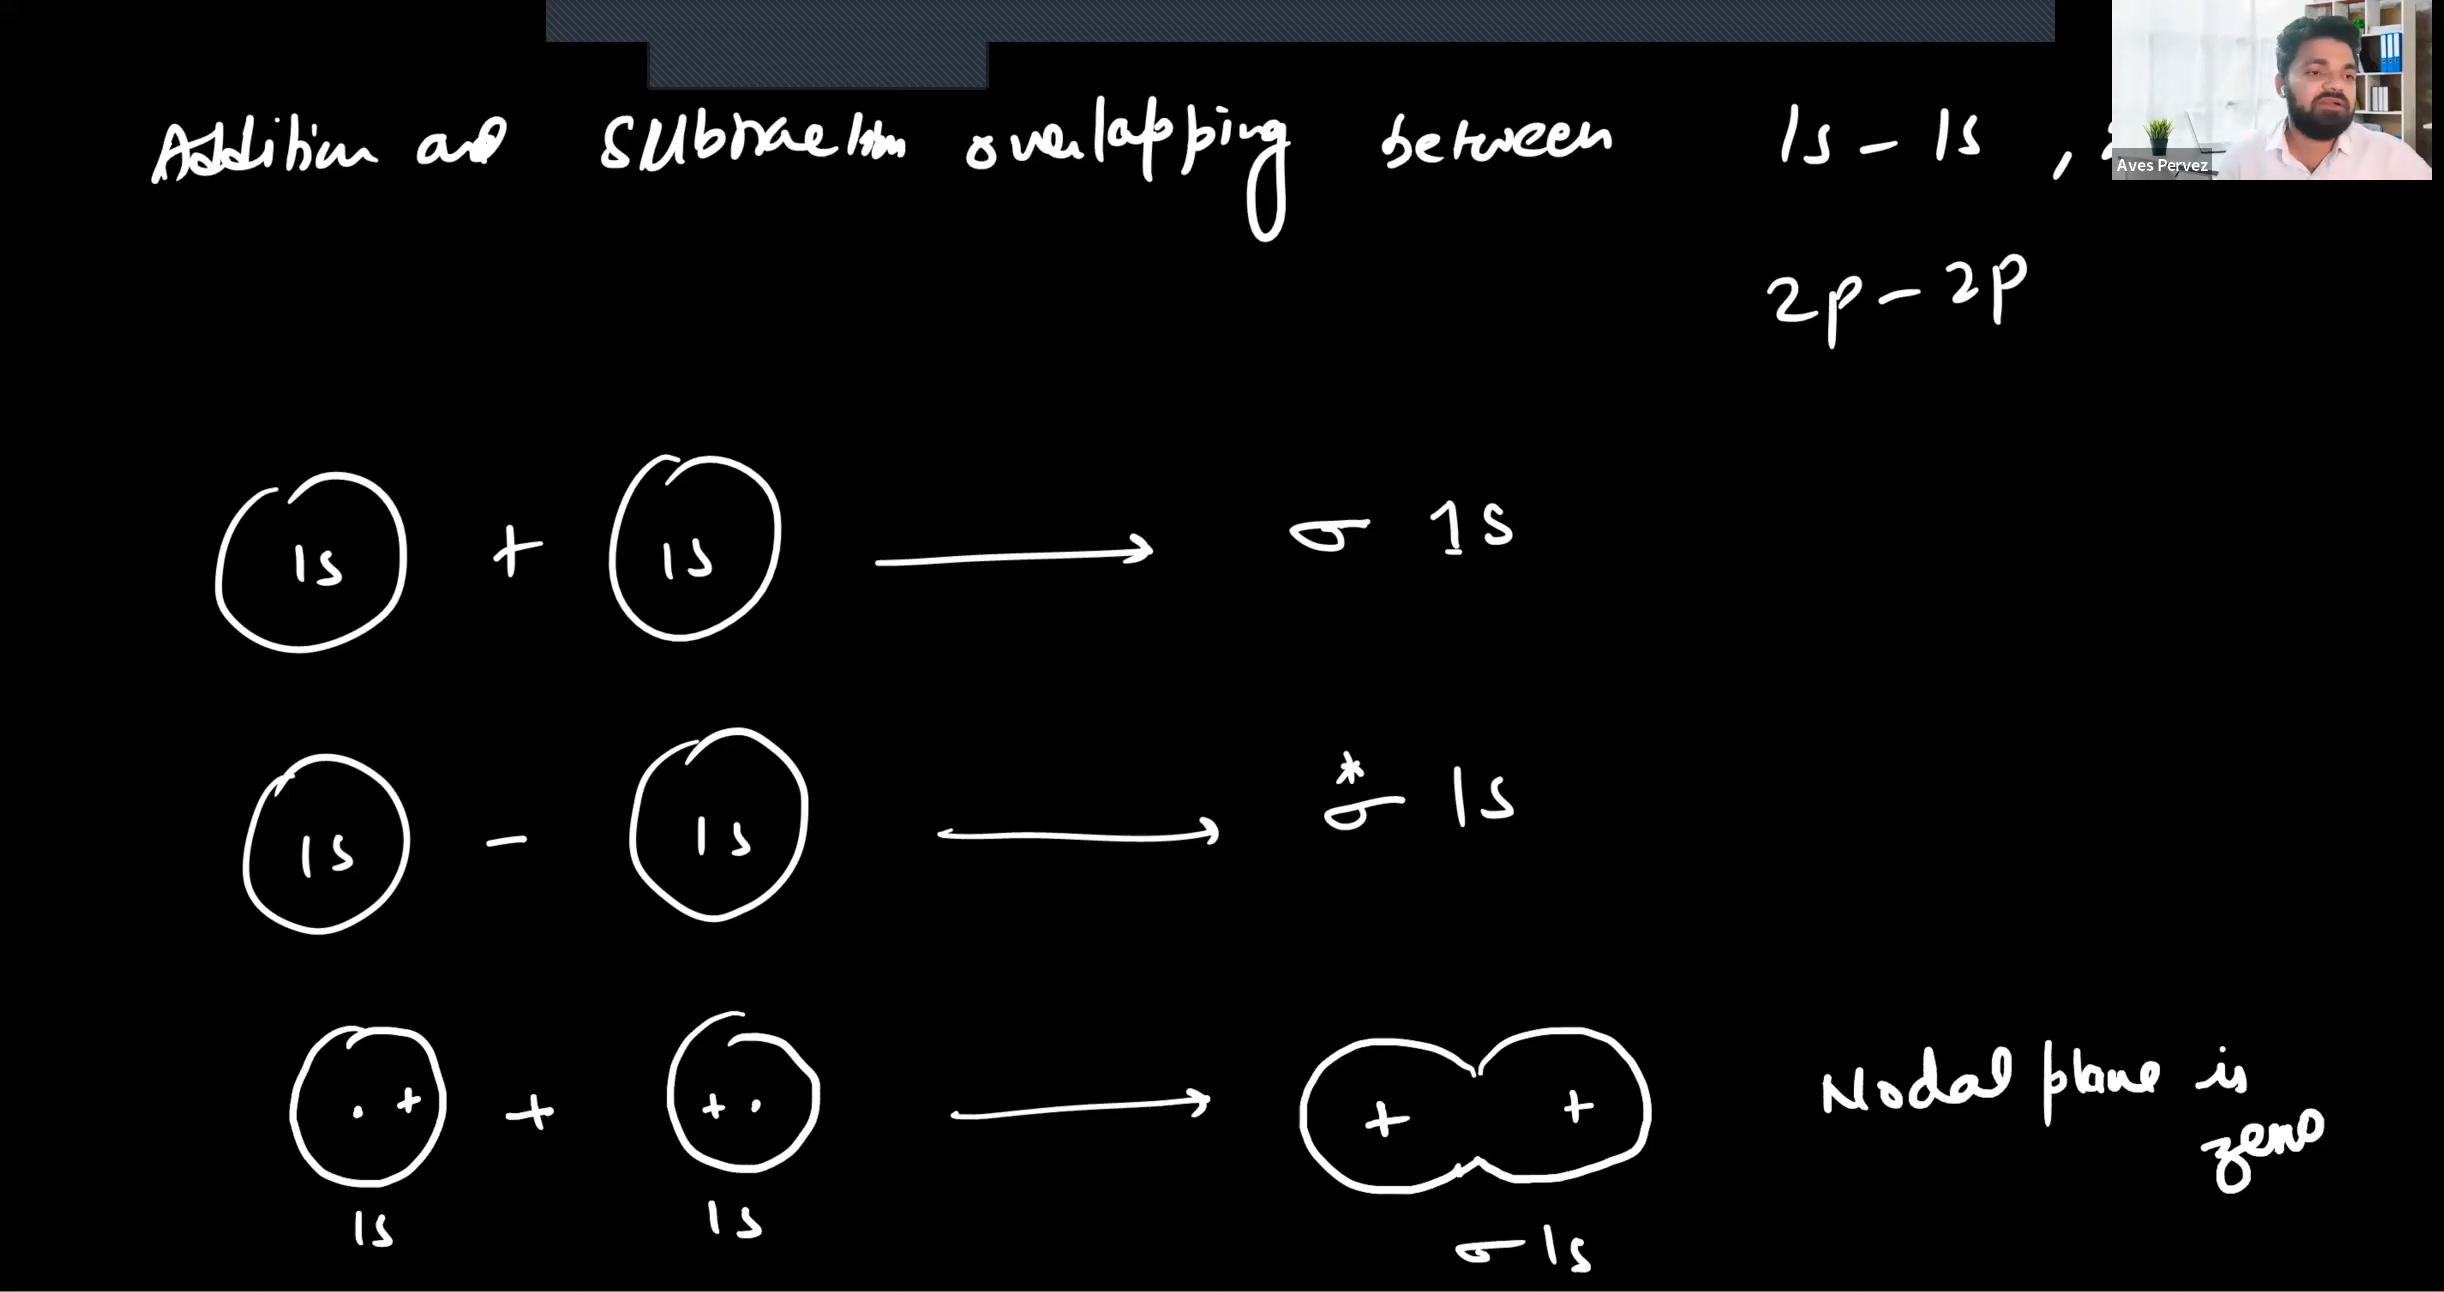 Addition and subtraction overlapping between 1s - 1s ,
Aves Pervez
2p - 2p
1s + 1s → σ 1s
1s - 1s → σ* 1s
. + + + . → + + Nodal plane is
zero
1s 1s σ 1s